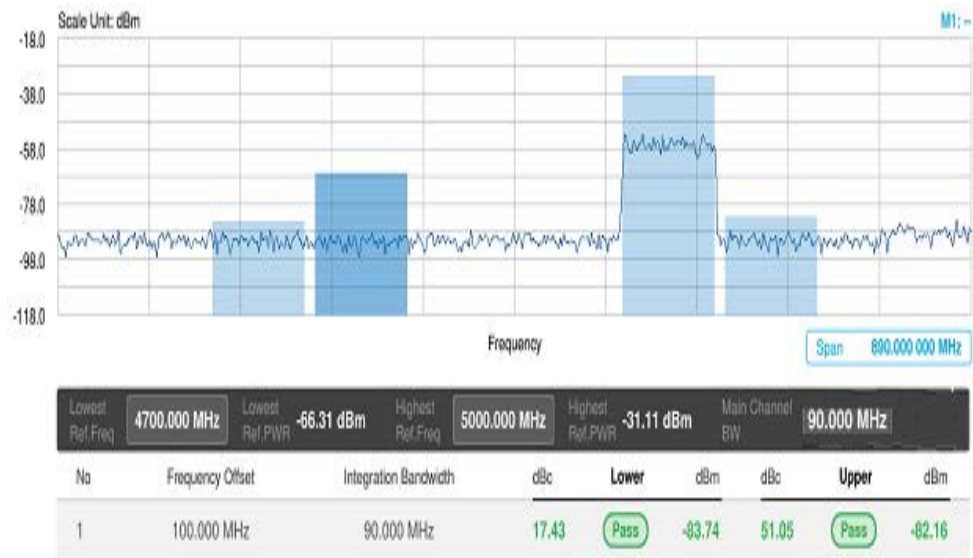 Scale Unit: dBm
M1: --
-18.0
-38.0
-58.0
-78.0
-98.0
-118.0
Frequency
Span 890.000 000 MHz
Lowest Ref.Freq 4700.000 MHz Lowest Ref.PWR -66.31 dBm Highest Ref.Freq 5000.000 MHz Highest Ref.PWR -31.11 dBm Main Channel BW 90.000 MHz
No Frequency Offset Integration Bandwidth dBc Lower dBm dBc Upper dBm
1 100.000 MHz 90.000 MHz 17.43 Pass -83.74 51.05 Pass -82.16